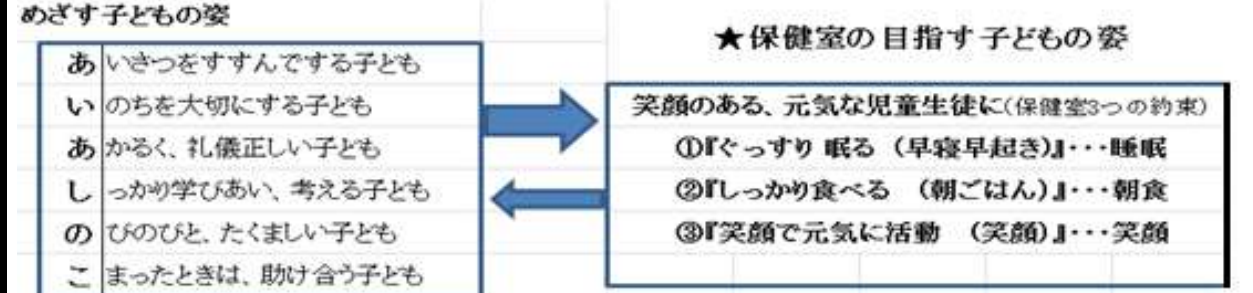 めざす子どもの姿
あいさつをすすんでする子ども
いのちを大切にする子ども
あかるく、礼儀正しい子ども
しっかり学びあい、考える子ども
のびのびと、たくましい子ども
こまったときは、助け合う子ども
★保健室の目指す子どもの姿
笑顔のある、元気な児童生徒に(保健室3つの約束)
①『ぐっすり眠る (早寝早起き)』・・・睡眠
②『しっかり食べる (朝ごはん)』・・・朝食
③『笑顔で元気に活動 (笑顔)』・・・笑顔